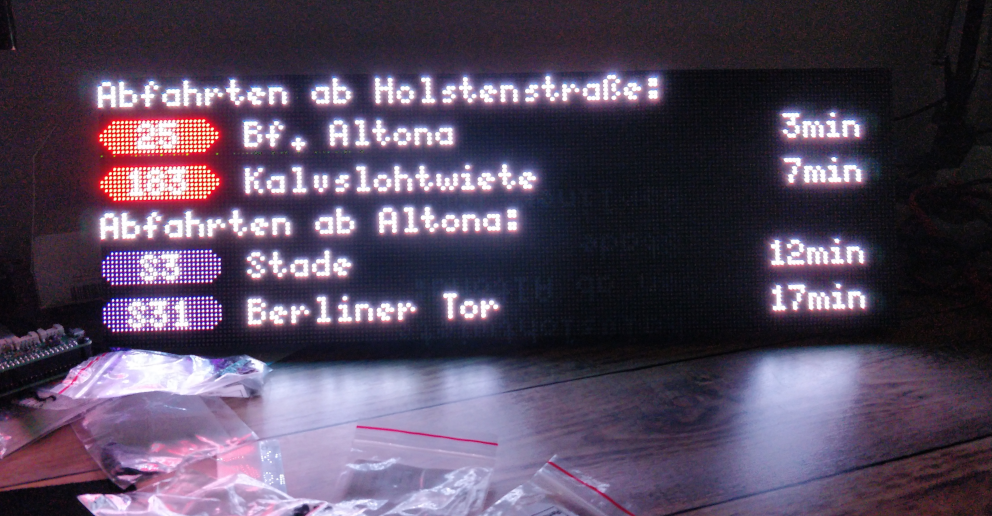 Abfahrten ab Holstenstraße:
25 Bf. Altona 3min
183 Kalvslohtwiete 7min
Abfahrten ab Altona:
S3 Stade 12min
S31 Berliner Tor 17min